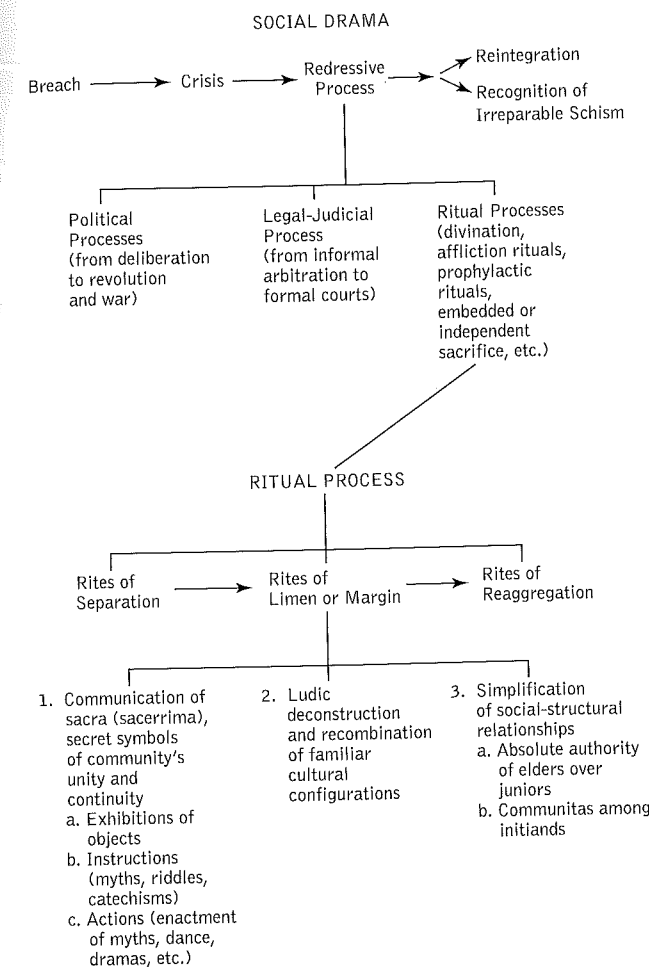 SOCIAL DRAMA
Breach
Crisis
Redressive
Process
Reintegration
Recognition of
Irreparable Schism
Political
Processes
(from deliberation
to revolution
and war)
Legal-Judicial
Process
(from informal
arbitration to
formal courts)
Ritual Processes
(divination,
affliction rituals,
prophylactic
rituals,
embedded or
independent
sacrifice, etc.)
RITUAL PROCESS
Rites of
Separation
Rites of
Limen or Margin
Rites of
Reaggregation
1. Communication of
sacra (sacerrima),
secret symbols
of community's
unity and
continuity
a. Exhibitions of
objects
b. Instructions
(myths, riddles,
catechisms)
c. Actions (enactment
of myths, dance,
dramas, etc.)
2. Ludic
deconstruction
and recombination
of familiar
cultural
configurations
3. Simplification
of social-structural
relationships
a. Absolute authority
of elders over
juniors
b. Communitas among
initiands